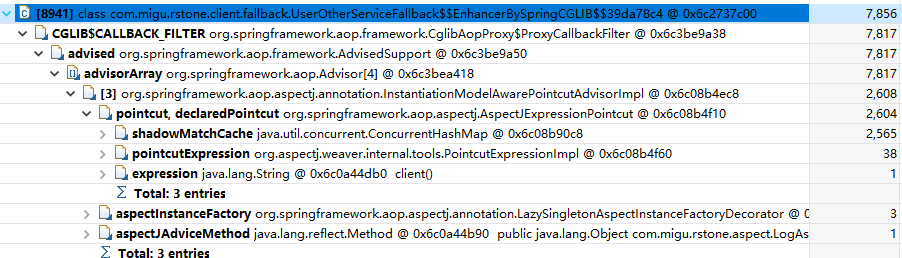 [8941] class com.migu.rstone.client.fallback.UserOtherServiceFallback$$EnhancerBySpringCGLIB$$39da78c4 @ 0x6c2737c00 7,856
CGLIB$CALLBACK_FILTER org.springframework.aop.framework.CglibAopProxy$ProxyCallbackFilter @ 0x6c3be9a38 7,817
advised org.springframework.aop.framework.AdvisedSupport @ 0x6c3be9a50 7,817
advisorArray org.springframework.aop.Advisor[4] @ 0x6c3bea418 7,817
[3] org.springframework.aop.aspectj.annotation.InstantiationModelAwarePointcutAdvisorImpl @ 0x6c08b4ec8 2,608
pointcut, declaredPointcut org.springframework.aop.aspectj.AspectJExpressionPointcut @ 0x6c08b4f10 2,604
shadowMatchCache java.util.concurrent.ConcurrentHashMap @ 0x6c08b90c8 2,565
pointcutExpression org.aspectj.weaver.internal.tools.PointcutExpressionImpl @ 0x6c08b4f60 38
expression java.lang.String @ 0x6c0a44db0 client() 1
Σ Total: 3 entries
aspectInstanceFactory org.springframework.aop.aspectj.annotation.LazySingletonAspectInstanceFactoryDecorator @ 0 3
aspectJAdviceMethod java.lang.reflect.Method @ 0x6c0a44b90 public java.lang.Object com.migu.rstone.aspect.LogAs 1
Σ Total: 3 entries